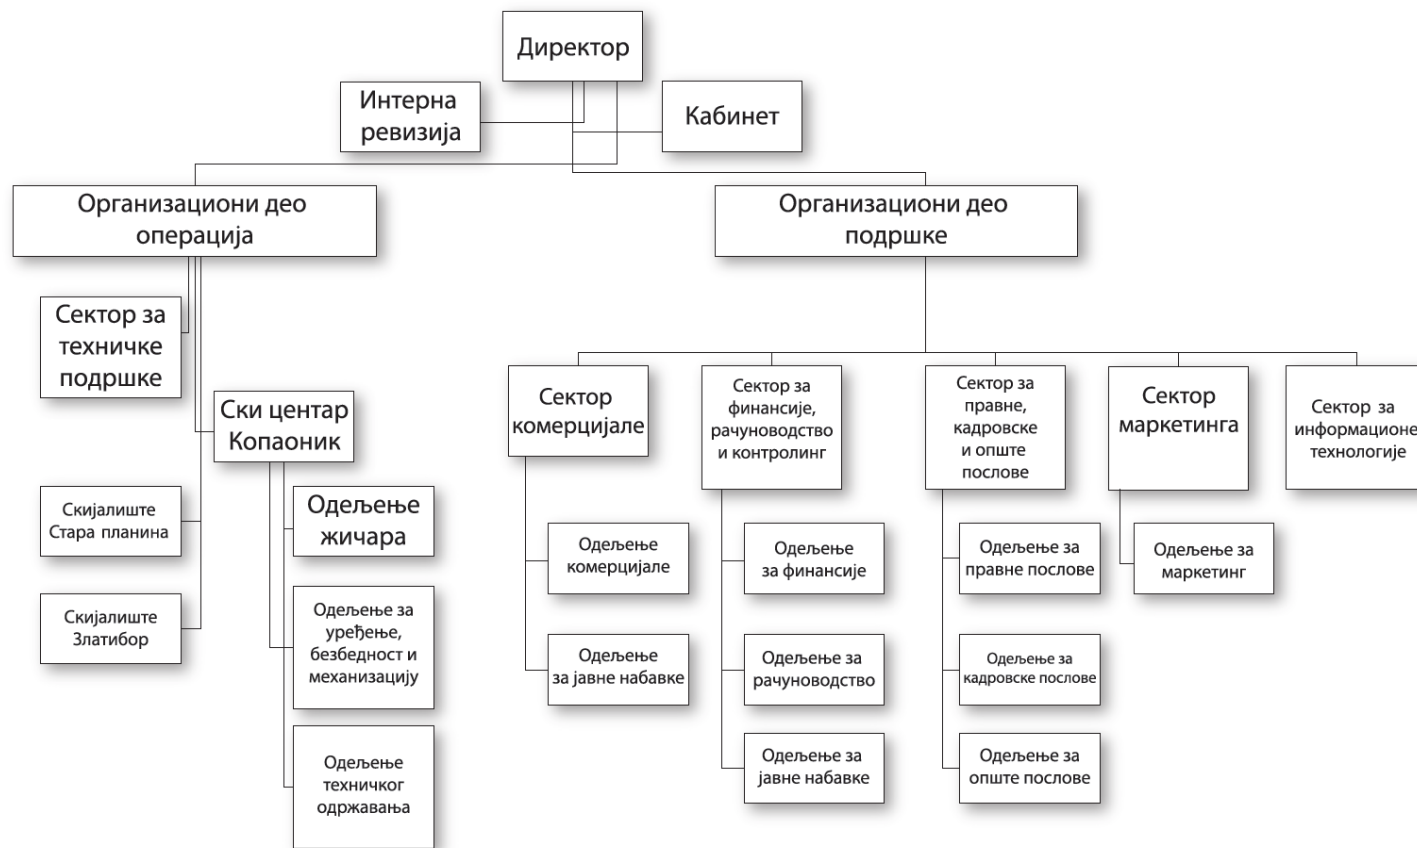 Директор
Интерна
ревизија
Кабинет
Организациони део
операција
Организациони део
подршке
Сектор за
техничке
подршке
Ски центар
Копаоник
Скијалиште
Стара планина
Скијалиште
Златибор
Одељење
жичара
Одељење за
уређење,
безбедност и
механизацију
Одељење
техничког
одржавања
Сектор
комерцијале
Одељење
комерцијале
Одељење
за јавне набавке
Сектор за
финансије,
рачуноводство
и контролинг
Одељење
за финансије
Одељење за
рачуноводство
Одељење за
јавне набавке
Сектор за
правне,
кадровске
и опште
послове
Одељење за
правне послове
Одељење за
кадровске послове
Одељење за
опште послове
Сектор
маркетинга
Одељење за
маркетинг
Сектор за
информационе
технологије